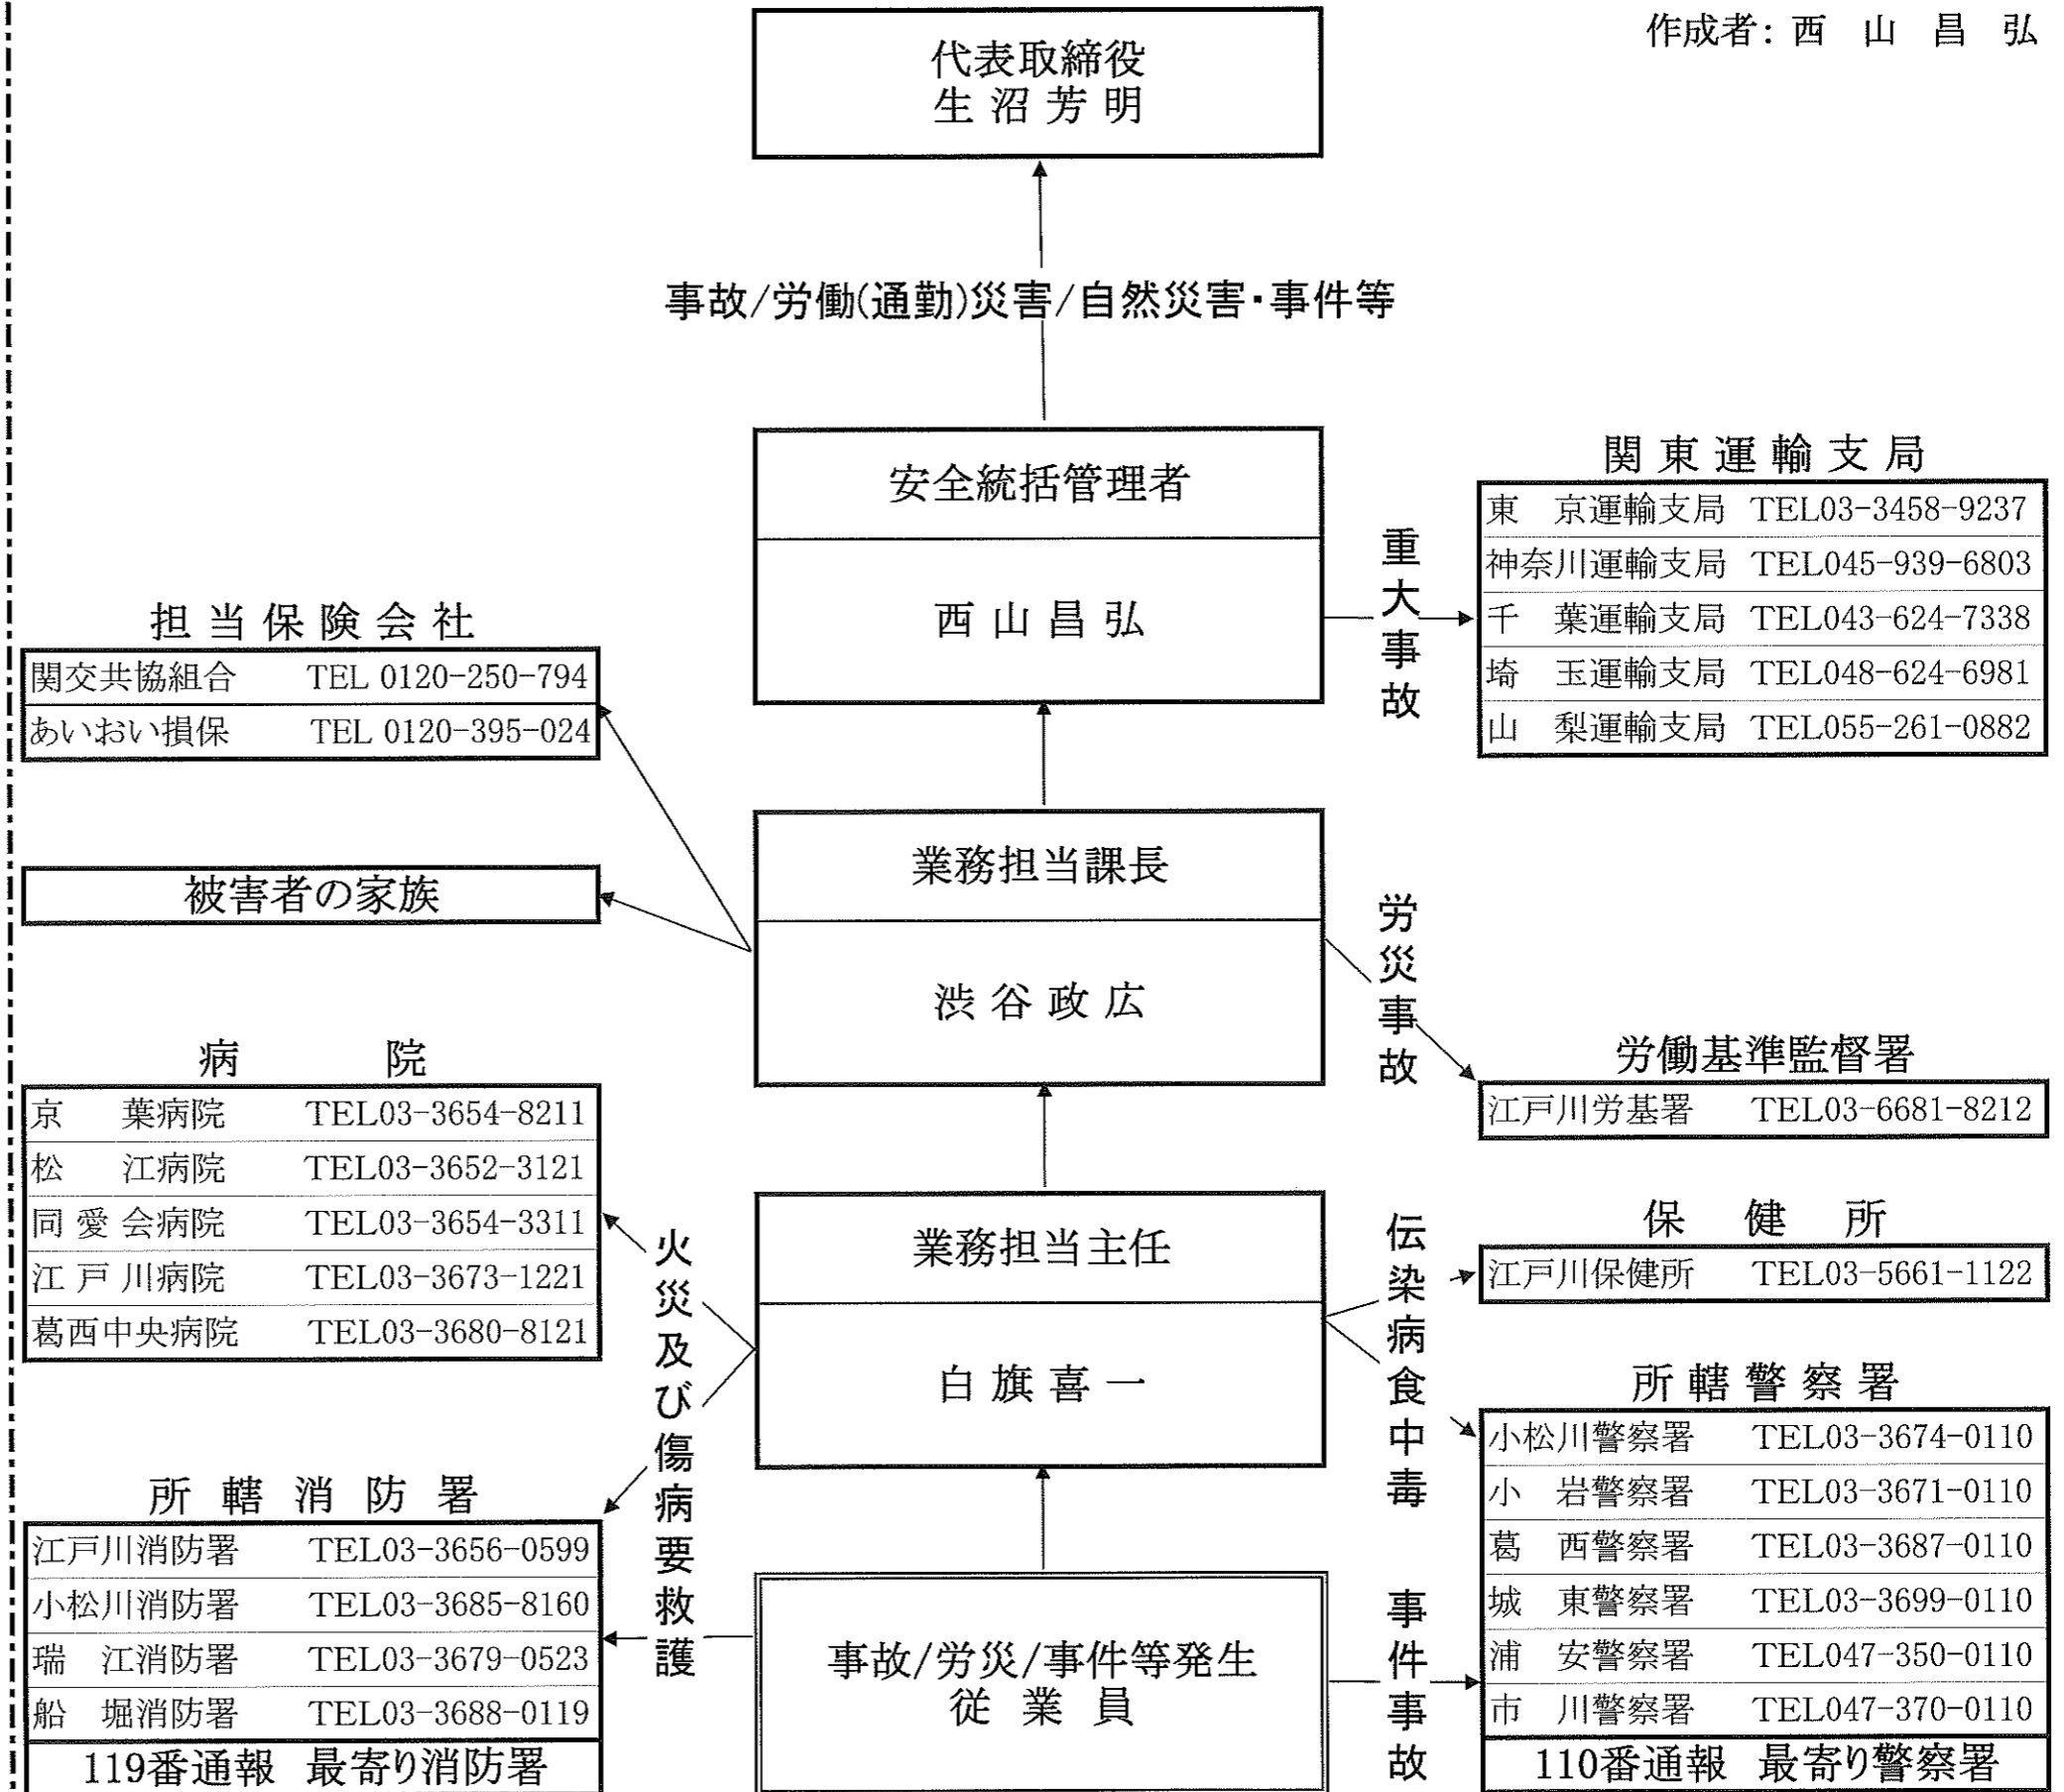 作成者: 西 山 昌 弘
代表取締役
生 沼 芳 明
事故/労働(通勤)災害/自然災害・事件等
安全統括管理者
西 山 昌 弘
重大事故
関 東 運 輸 支 局
東 京運輸支局 TEL03-3458-9237
神奈川運輸支局 TEL045-939-6803
千 葉運輸支局 TEL043-624-7338
埼 玉運輸支局 TEL048-624-6981
山 梨運輸支局 TEL055-261-0882
担 当 保 険 会 社
関交共協組合 TEL 0120-250-794
あいおい損保 TEL 0120-395-024
被害者の家族
業務担当課長
渋 谷 政 広
労災事故
労働基準監督署
江戸川労基署 TEL03-6681-8212
病 院
京 葉病院 TEL03-3654-8211
松 江病院 TEL03-3652-3121
同 愛 会病院 TEL03-3654-3311
江 戸 川病院 TEL03-3673-1221
葛西中央病院 TEL03-3680-8121
火災及び傷病要救護
業務担当主任
白 旗 喜 一
伝染病食中毒
保 健 所
江戸川保健所 TEL03-5661-1122
所 轄 警 察 署
小松川警察署 TEL03-3674-0110
小 岩警察署 TEL03-3671-0110
葛 西警察署 TEL03-3687-0110
城 東警察署 TEL03-3699-0110
浦 安警察署 TEL047-350-0110
市 川警察署 TEL047-370-0110
110番通報 最寄り警察署
所 轄 消 防 署
江戸川消防署 TEL03-3656-0599
小松川消防署 TEL03-3685-8160
瑞 江消防署 TEL03-3679-0523
船 堀消防署 TEL03-3688-0119
119番通報 最寄り消防署
事故/労災/事件等発生
従 業 員
事件事故